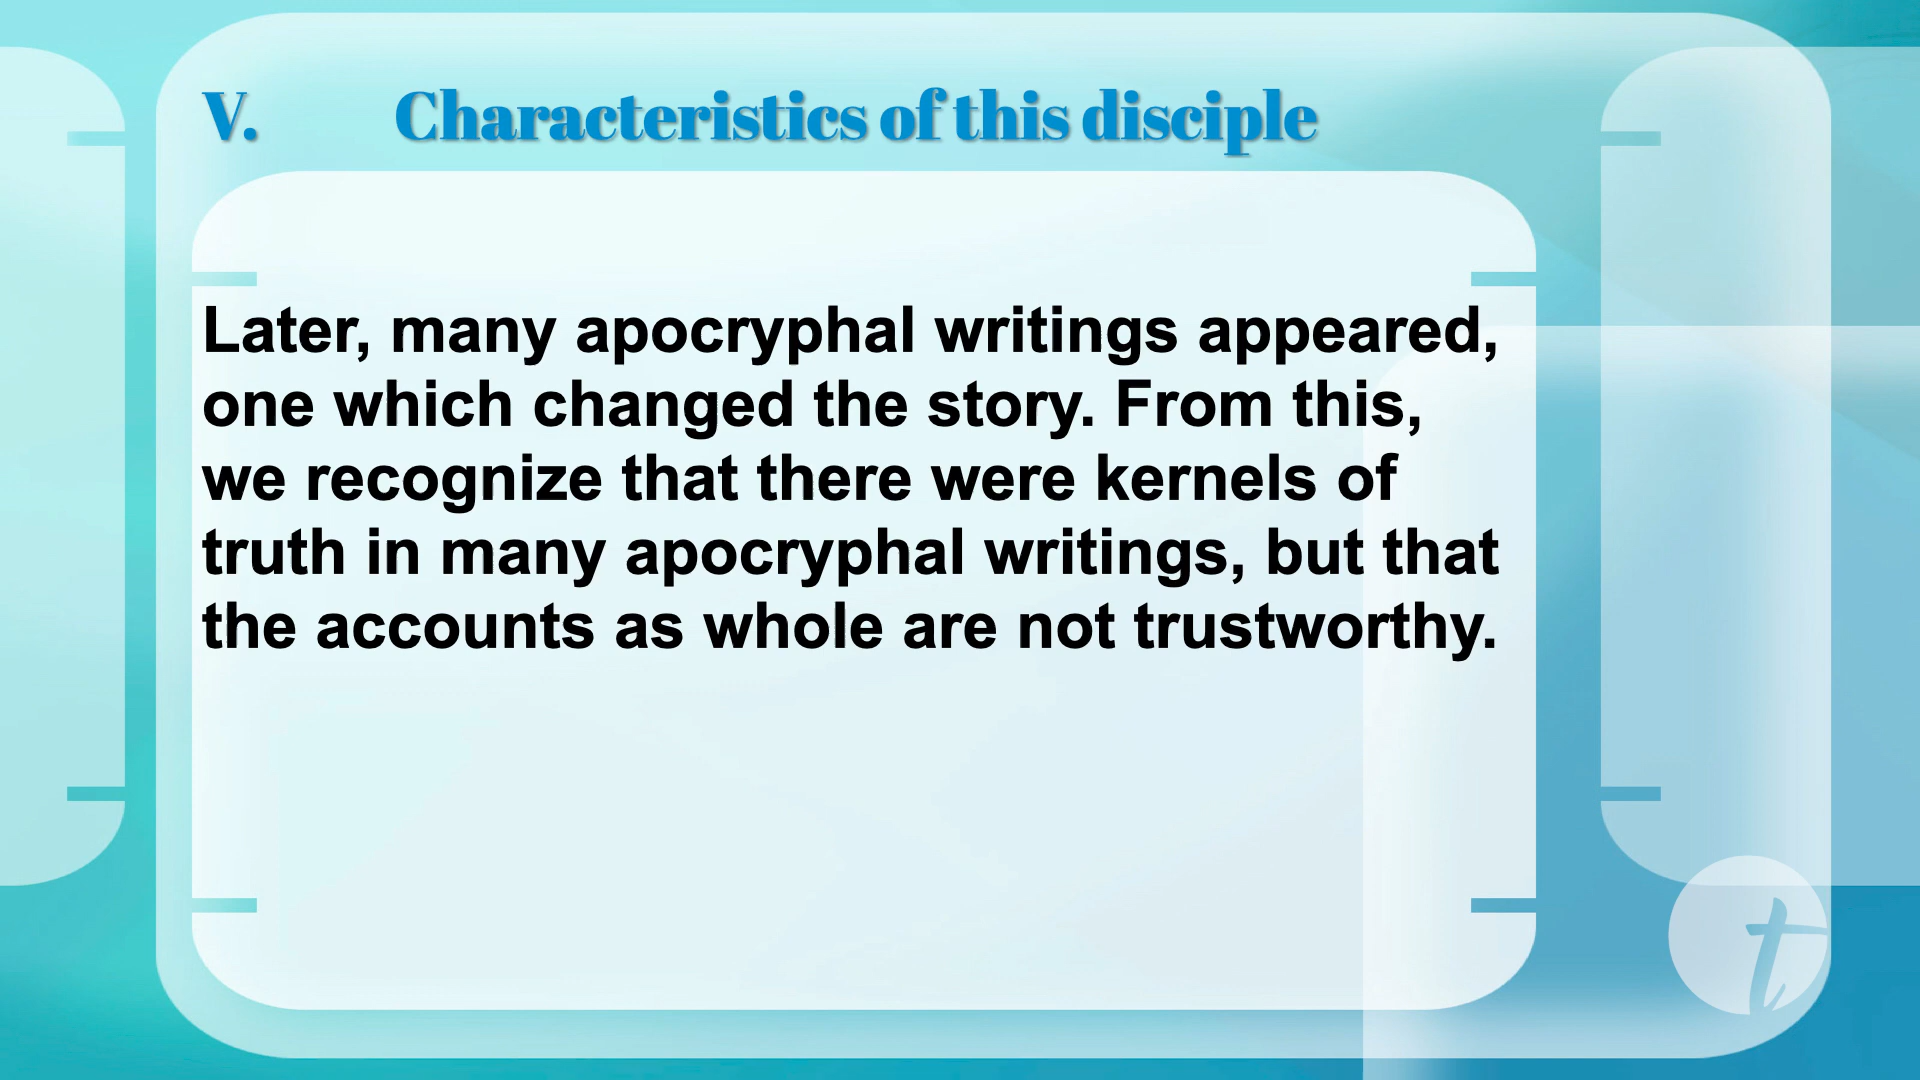 V. Characteristics of this disciple
Later, many apocryphal writings appeared,
one which changed the story. From this,
we recognize that there were kernels of
truth in many apocryphal writings, but that
the accounts as whole are not trustworthy.
t